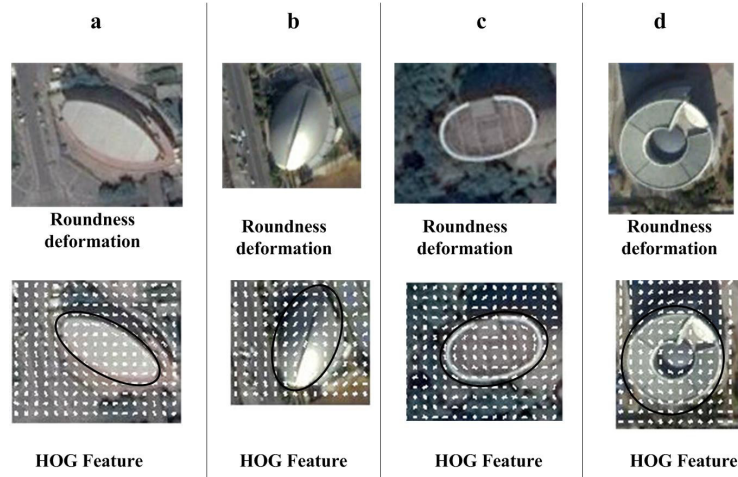 a
b
c
d
Roundness
deformation
Roundness
deformation
Roundness
deformation
Roundness
deformation
HOG Feature
HOG Feature
HOG Feature
HOG Feature